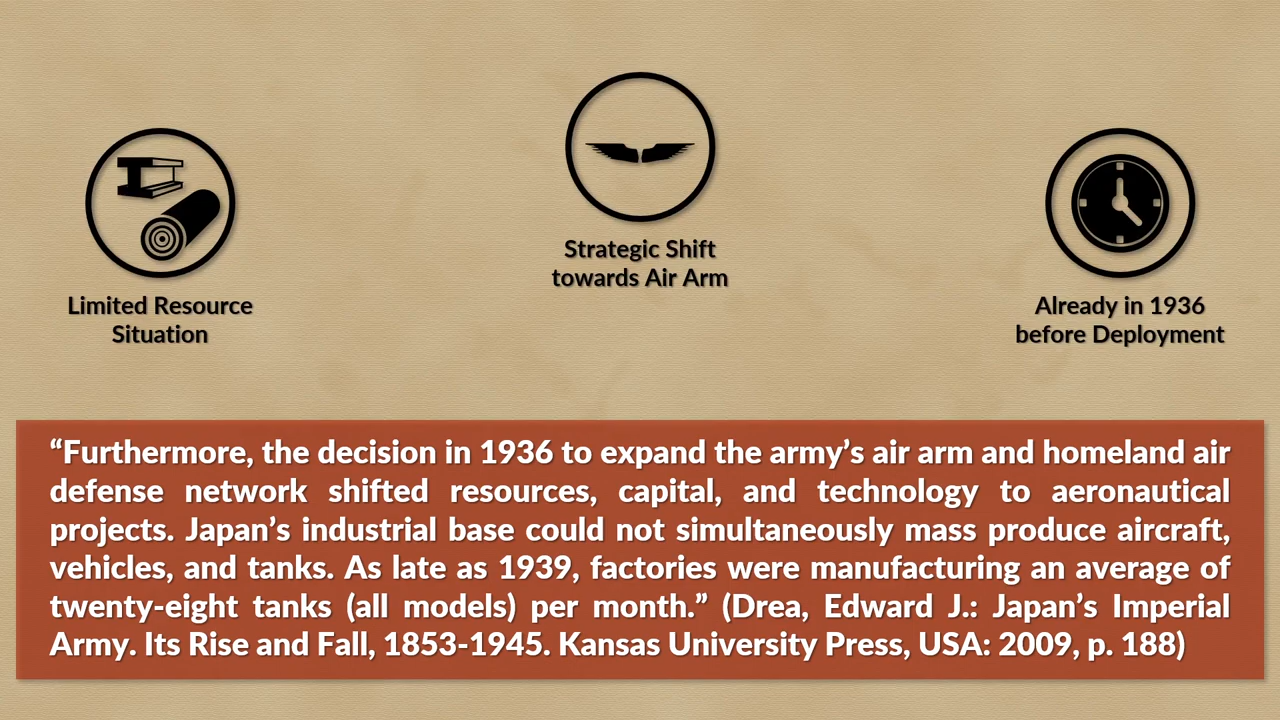 Strategic Shift
towards Air Arm
Limited Resource
Situation
Already in 1936
before Deployment
“Furthermore, the decision in 1936 to expand the army’s air arm and homeland air
defense network shifted resources, capital, and technology to aeronautical
projects. Japan’s industrial base could not simultaneously mass produce aircraft,
vehicles, and tanks. As late as 1939, factories were manufacturing an average of
twenty-eight tanks (all models) per month.” (Drea, Edward J.: Japan’s Imperial
Army. Its Rise and Fall, 1853-1945. Kansas University Press, USA: 2009, p. 188)